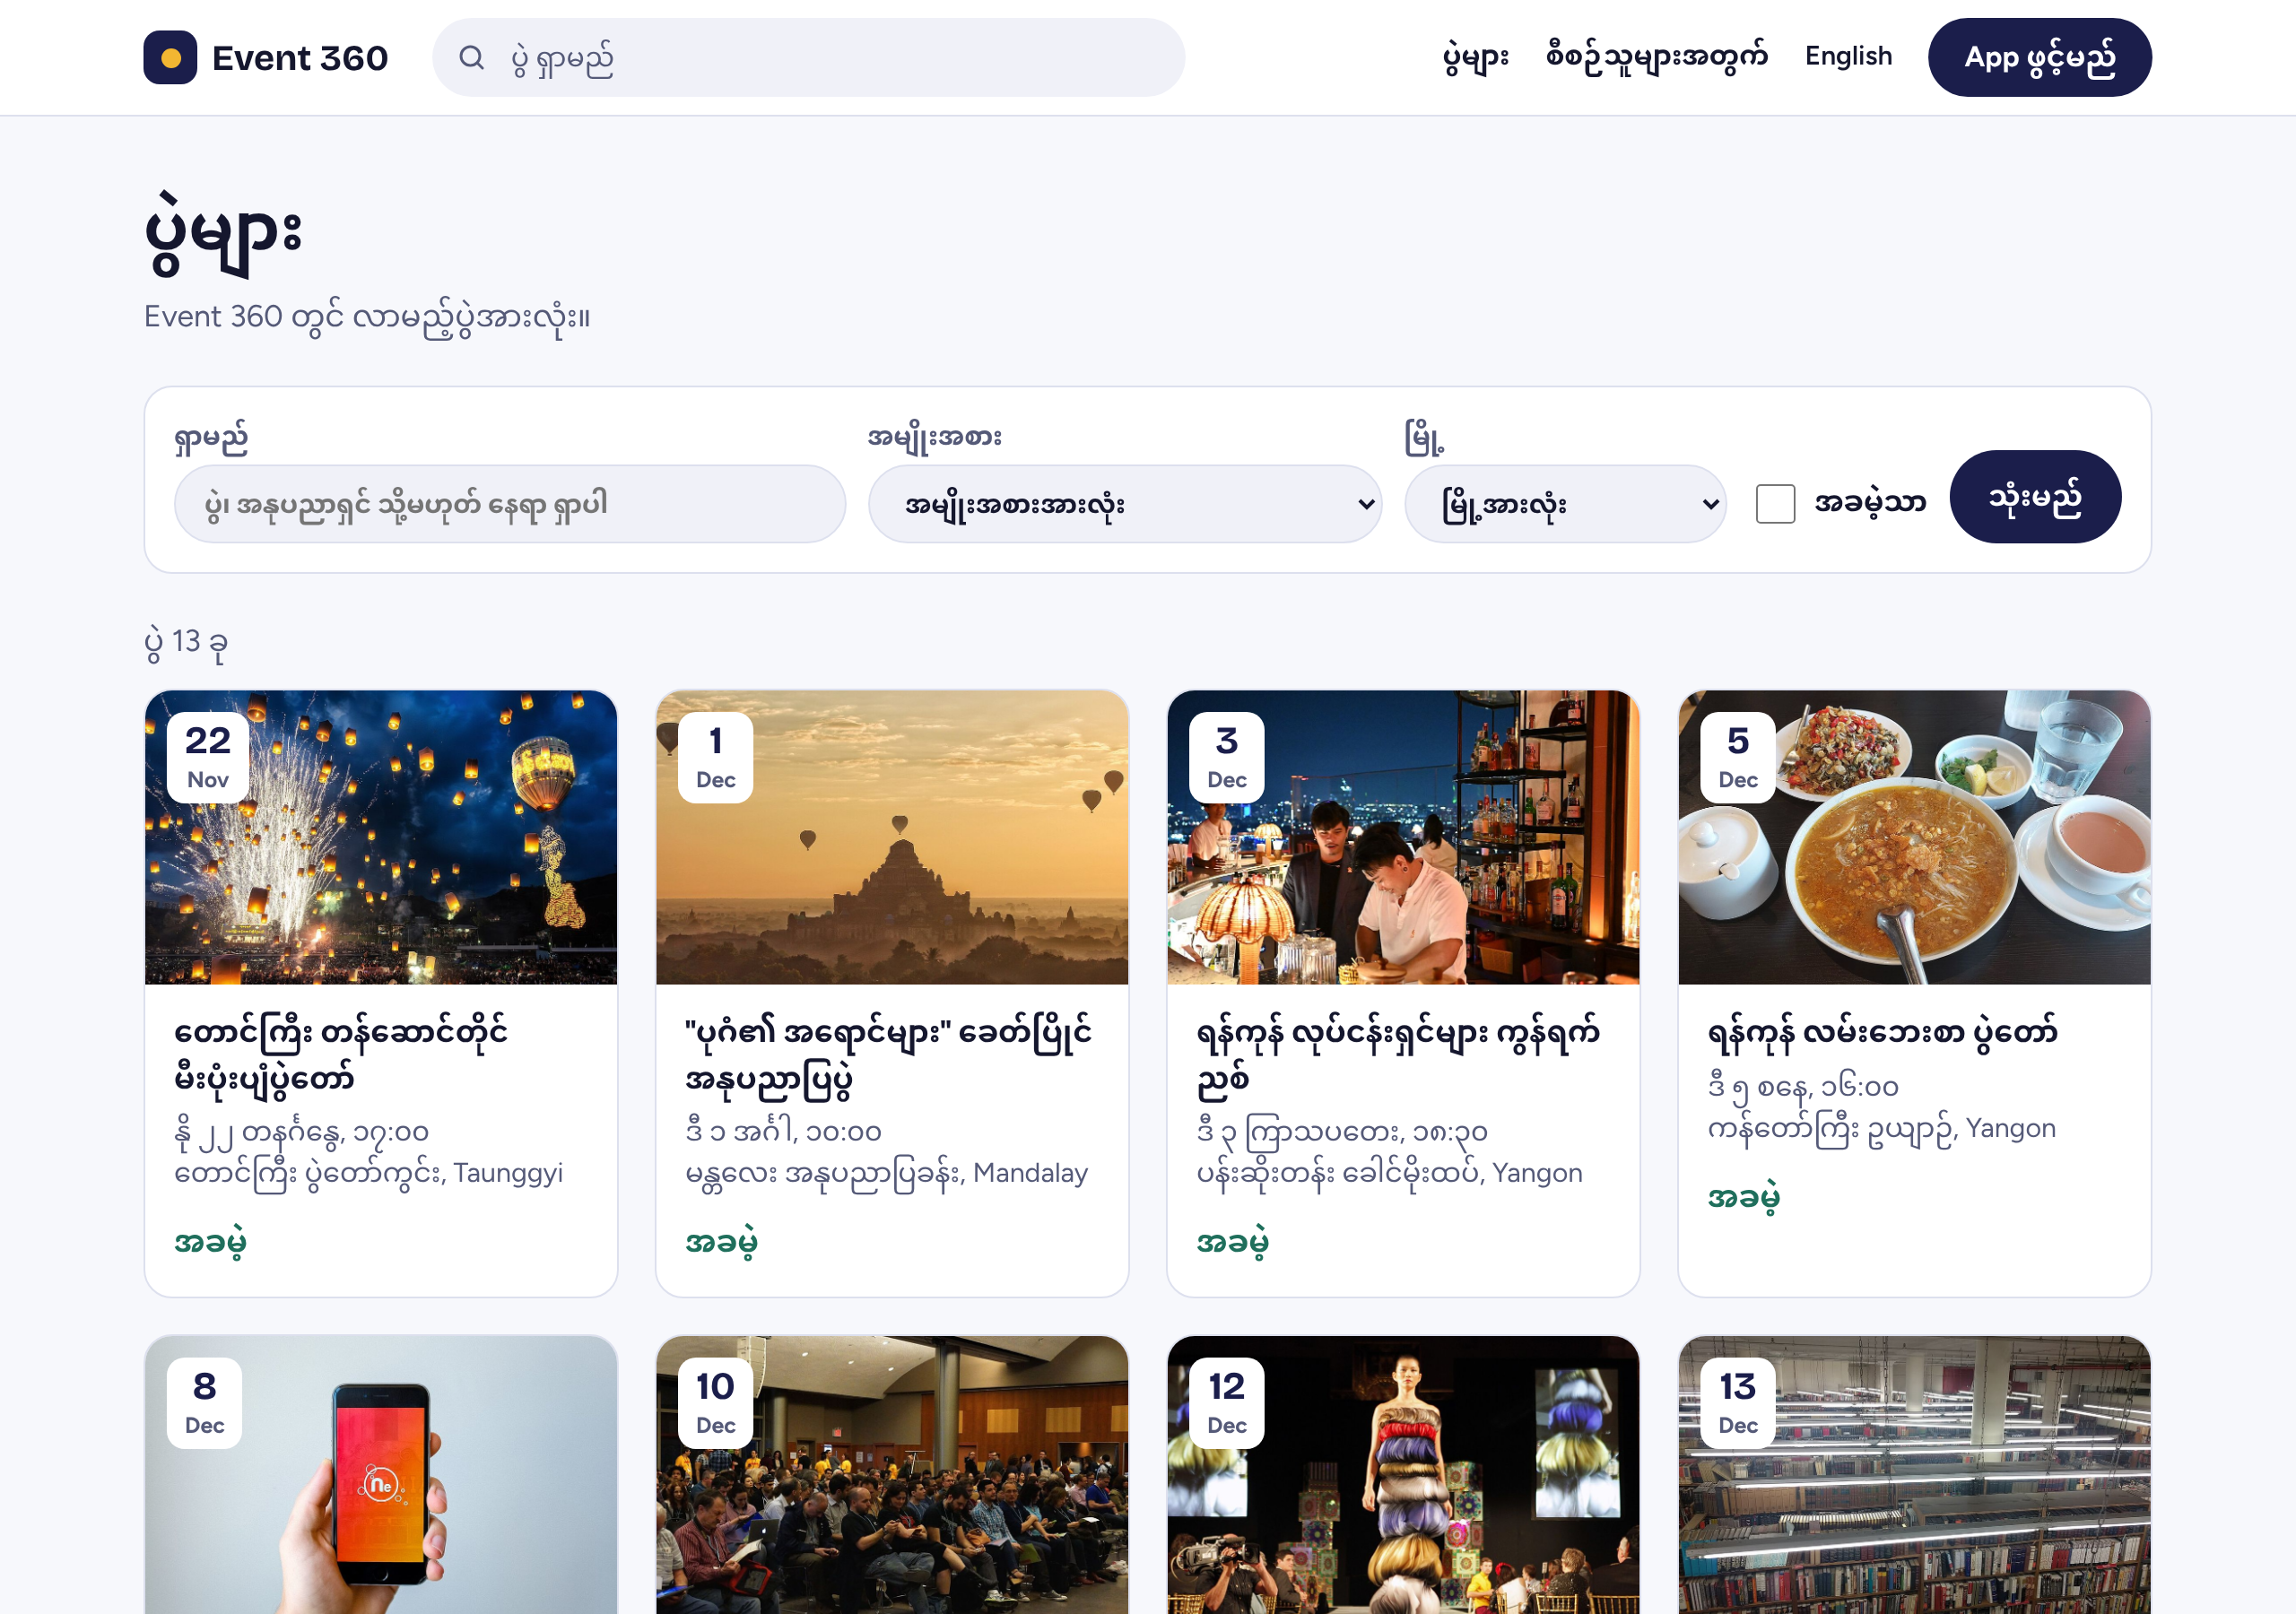 Event 360
ပွဲ ရှာမည်
ပွဲများ
စီစဉ်သူများအတွက်
English
App ဖွင့်မည်
ပွဲများ
Event 360 တွင် လာမည့်ပွဲအားလုံး။
ရှာမည်
အမျိုးအစား
မြို့
ပွဲ၊ အနုပညာရှင် သို့မဟုတ် နေရာ ရှာပါ
အမျိုးအစားအားလုံး
မြို့အားလုံး
အခမဲ့သာ
သုံးမည်
ပွဲ 13 ခု
22
Nov
တောင်ကြီး တန်ဆောင်တိုင်
မီးပုံးပျံပွဲတော်
နို ၂၂ တနင်္ဂနွေ, ၁၇:၀၀
တောင်ကြီး ပွဲတော်ကွင်း, Taunggyi
အခမဲ့
1
Dec
"ပုဂံ၏ အရောင်များ" ခေတ်ပြိုင်
အနုပညာပြပွဲ
ဒီ ၁ အင်္ဂါ, ၁၀:၀၀
မန္တလေး အနုပညာပြခန်း, Mandalay
အခမဲ့
3
Dec
ရန်ကုန် လုပ်ငန်းရှင်များ ကွန်ရက်
ညစ်
ဒီ ၃ ကြာသပတေး, ၁၈:၃၀
ပန်းဆိုးတန်း ခေါင်မိုးထပ်, Yangon
အခမဲ့
5
Dec
ရန်ကုန် လမ်းဘေးစာ ပွဲတော်
ဒီ ၅ စနေ, ၁၆:၀၀
ကန်တော်ကြီး ဥယျာဉ်, Yangon
အခမဲ့
8
Dec
ne
10
Dec
12
Dec
13
Dec